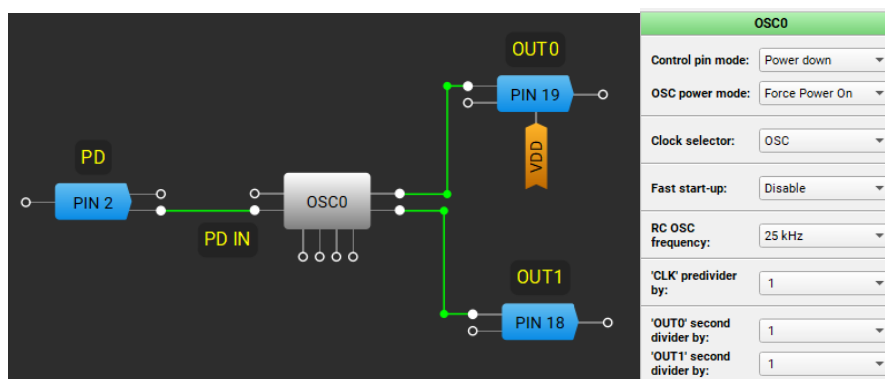 OUT0
PIN 19
VDD
PD
PIN 2
OSC0
PD IN
OUT1
PIN 18
OSC0
Control pin mode: Power down
OSC power mode: Force Power On
Clock selector: OSC
Fast start-up: Disable
RC OSC
frequency: 25 kHz
'CLK' predivider
by: 1
'OUT0' second
divider by: 1
'OUT1' second
divider by: 1